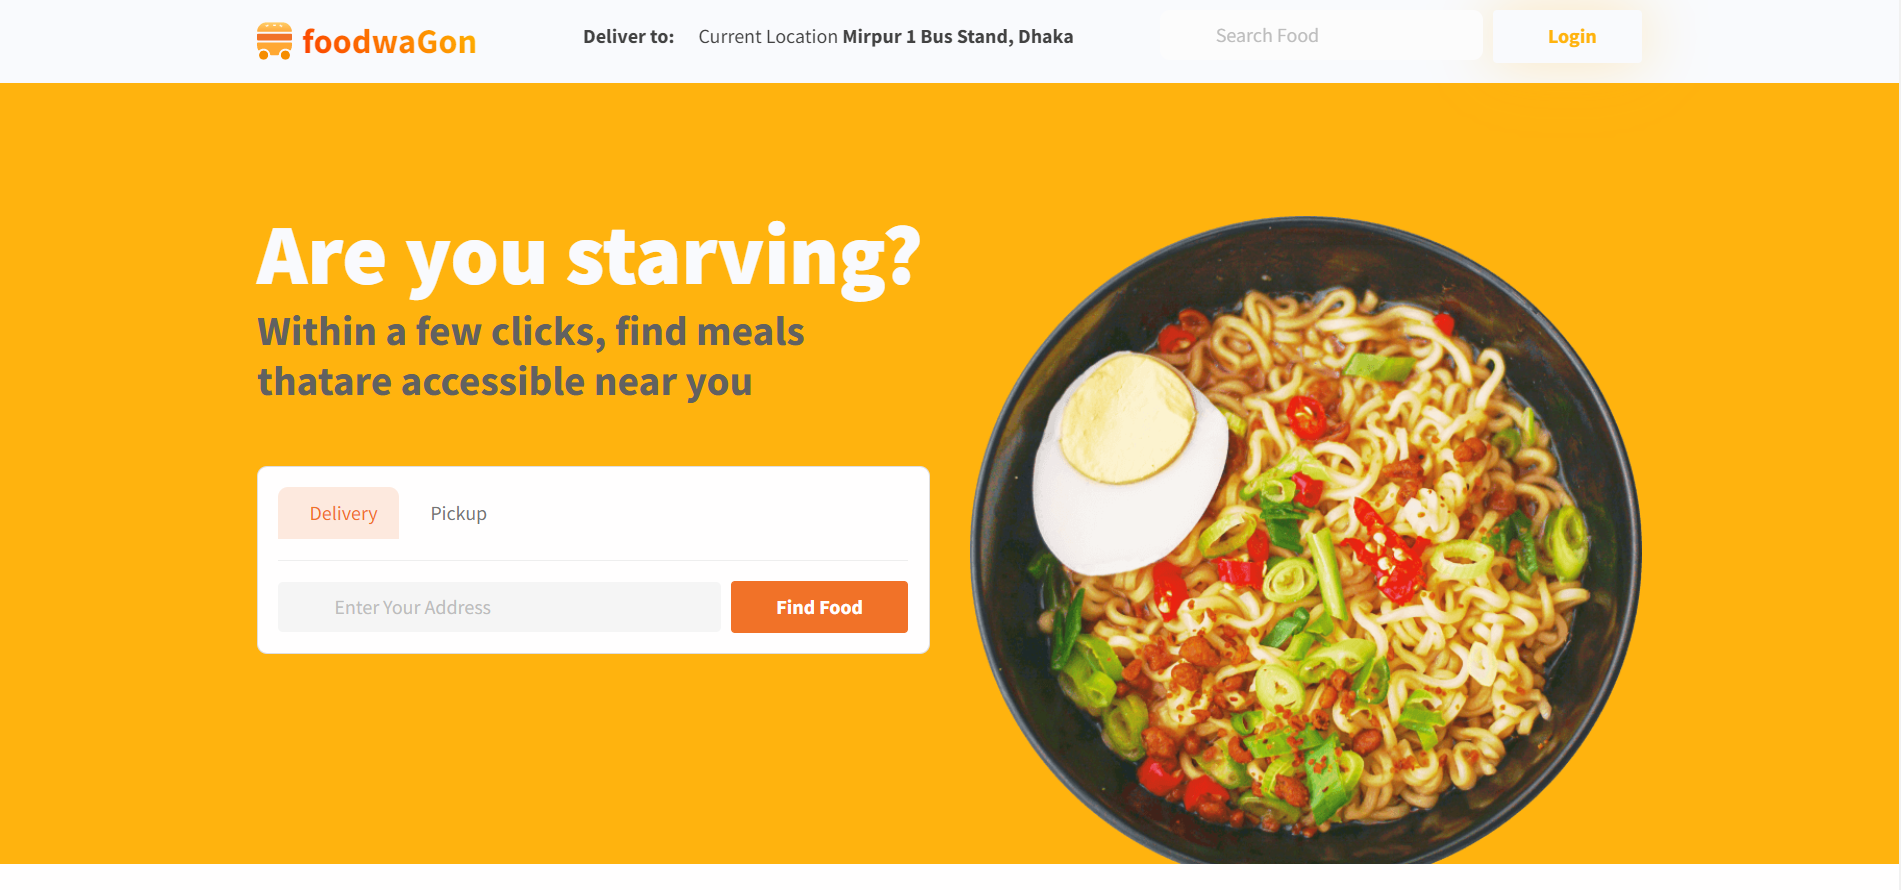 foodwaGon
Deliver to: Current Location Mirpur 1 Bus Stand, Dhaka
Search Food
Login
Are you starving?
Within a few clicks, find meals
thatare accessible near you
Delivery
Pickup
Enter Your Address
Find Food